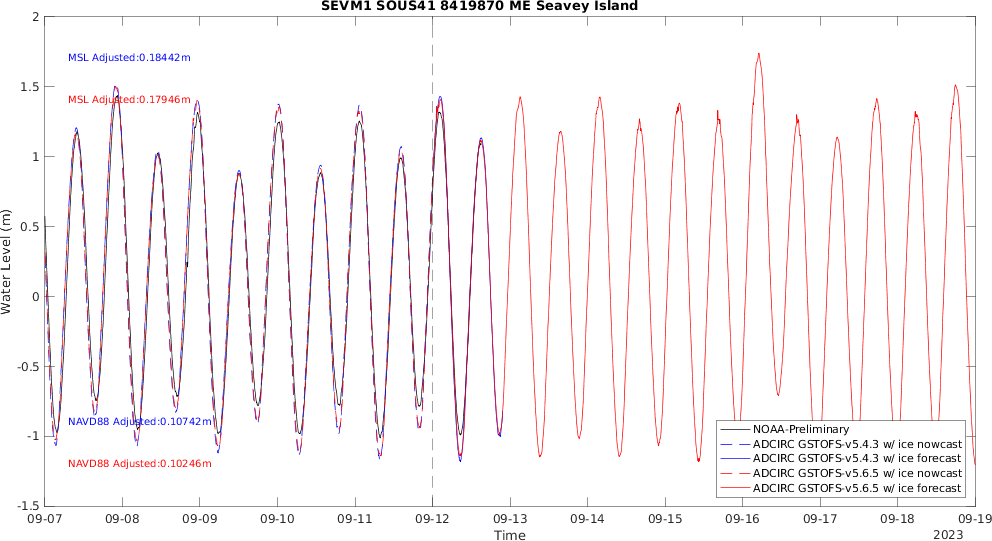 SEVM1 SOUS41 8419870 ME Seavey Island
2
1.5
1
0.5
0
-0.5
-1
-1.5
Water Level (m)
MSL Adjusted:0.18442m
MSL Adjusted:0.17946m
NAVD88 Adjusted:0.10742m
NAVD88 Adjusted:0.10246m
NOAA-Preliminary
ADCIRC GSTOFS-v5.4.3 w/ ice nowcast
ADCIRC GSTOFS-v5.4.3 w/ ice forecast
ADCIRC GSTOFS-v5.6.5 w/ ice nowcast
ADCIRC GSTOFS-v5.6.5 w/ ice forecast
09-07 09-08 09-09 09-10 09-11 09-12 09-13 09-14 09-15 09-16 09-17 09-18 09-19
Time
2023